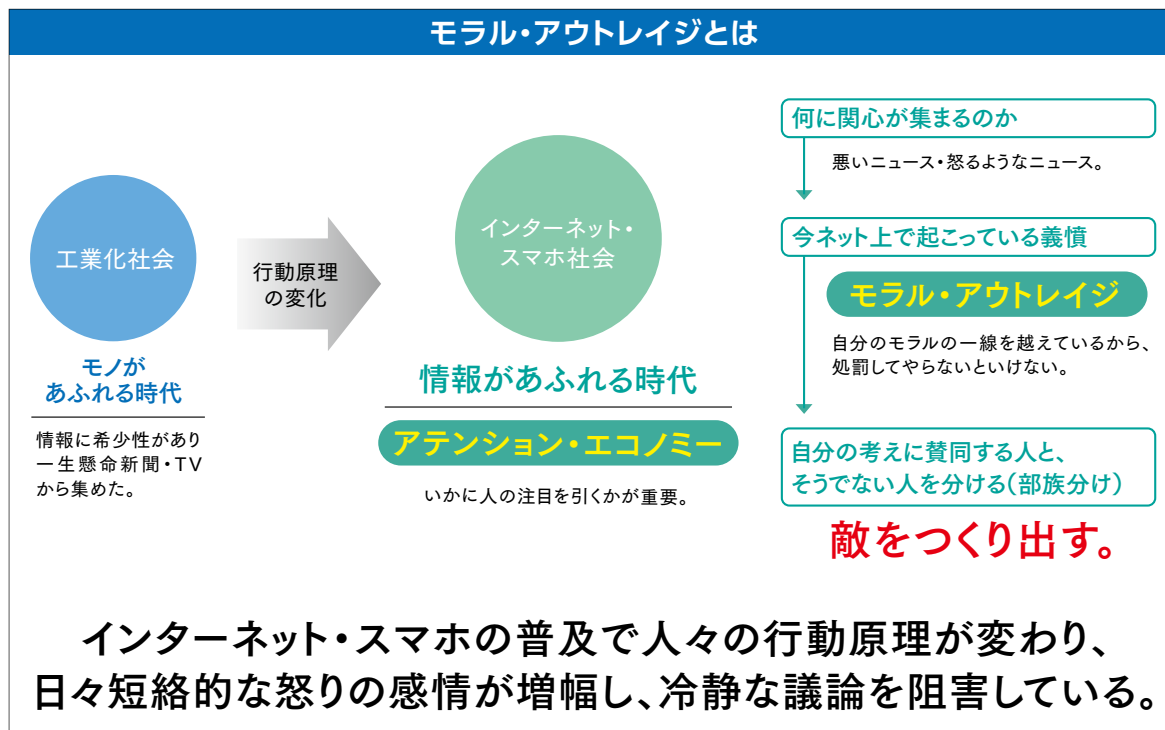 モラル・アウトレイジとは
工業化社会
モノが
あふれる時代
情報に希少性があり
一生懸命新聞・TV
から集めた。
行動原理
の変化
インターネット・
スマホ社会
情報があふれる時代
アテンション・エコノミー
いかに人の注目を引くかが重要。
何に関心が集まるのか
悪いニュース・怒るようなニュース。
今ネット上で起こっている義憤
モラル・アウトレイジ
自分のモラルの一線を越えているから、
処罰してやらないといけない。
自分の考えに賛同する人と、
そうでない人を分ける(部族分け)
敵をつくり出す。
インターネット・スマホの普及で人々の行動原理が変わり、
日々短絡的な怒りの感情が増幅し、冷静な議論を阻害している。